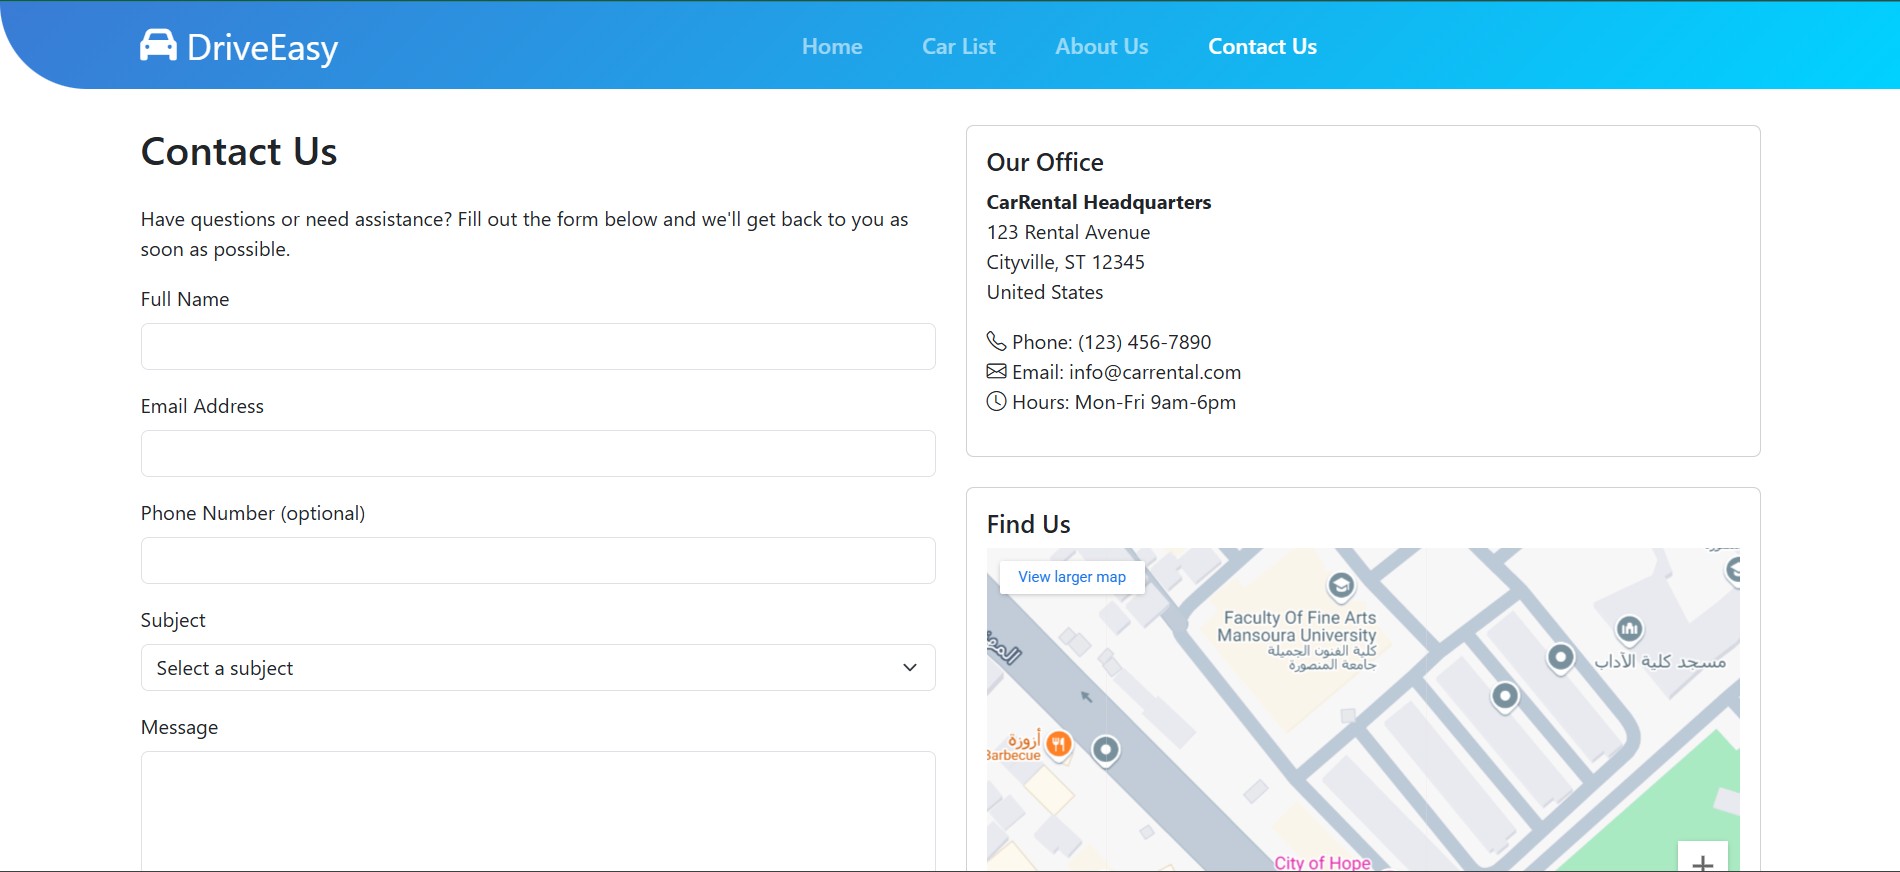 DriveEasy
Home
Car List
About Us
Contact Us
Contact Us
Have questions or need assistance? Fill out the form below and we'll get back to you as
soon as possible.
Full Name
Email Address
Phone Number (optional)
Subject
Select a subject
Message
Our Office
CarRental Headquarters
123 Rental Avenue
Cityville, ST 12345
United States
Phone: (123) 456-7890
Email: info@carrental.com
Hours: Mon-Fri 9am-6pm
Find Us
View larger map
Faculty Of Fine Arts
Mansoura University
كلية الفنون الجميلة
جامعة المنصورة
مسجد كلية الآداب
أزوزة
Barbecue
City of Hope